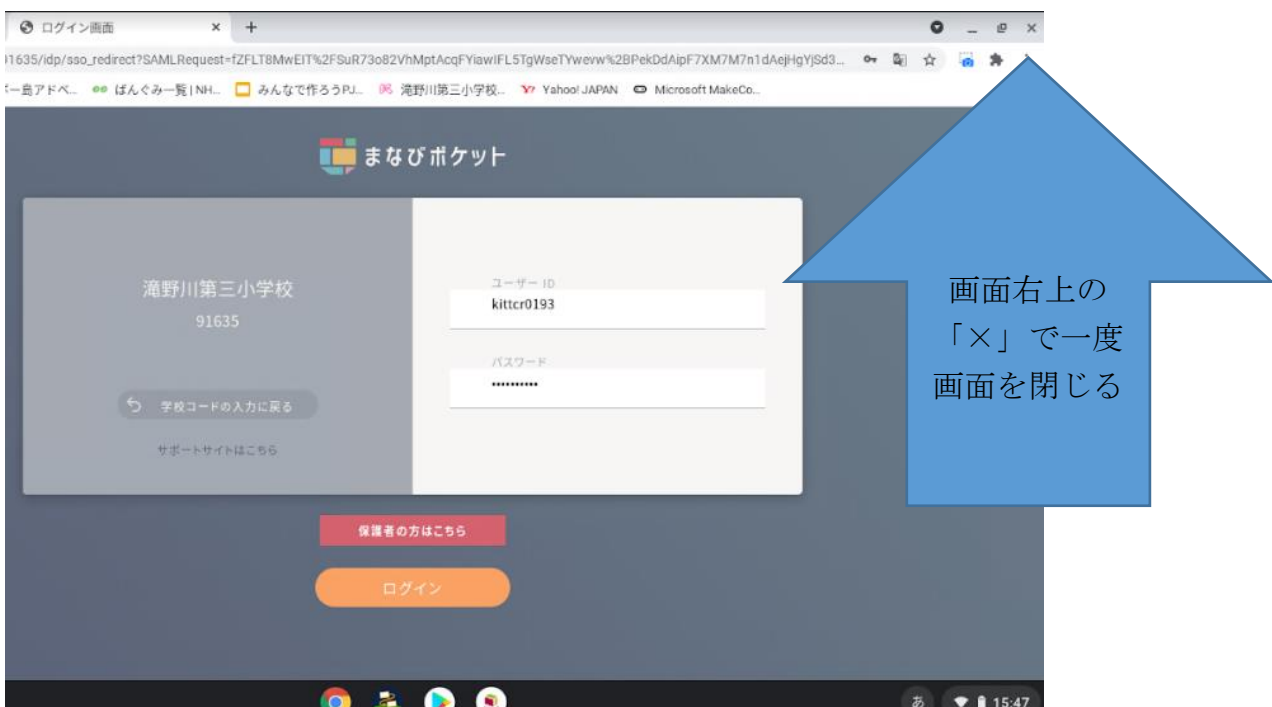 ログイン画面
91635/idp/sso_redirect?SAMLRequest=fZFLT8MwEIT%2FSuR73o82VhMptAcqFYiawIFL5TgWseTYwevw%2BPekDdAipF7XM7M7n1dAejHgYjSd3...
ばんぐみ一覧 | NH... みんなで作ろうPJ... 滝野川第三小学校... Yahoo! JAPAN Microsoft MakeCo...
まなびポケット
滝野川第三小学校
91635
学校コードの入力に戻る
サポートサイトはこちら
ユーザー ID
kittcr0193
パスワード
••••••••••
保護者の方はこちら
ログイン
画面右上の
「×」で一度
画面を閉じる
あ 15:47